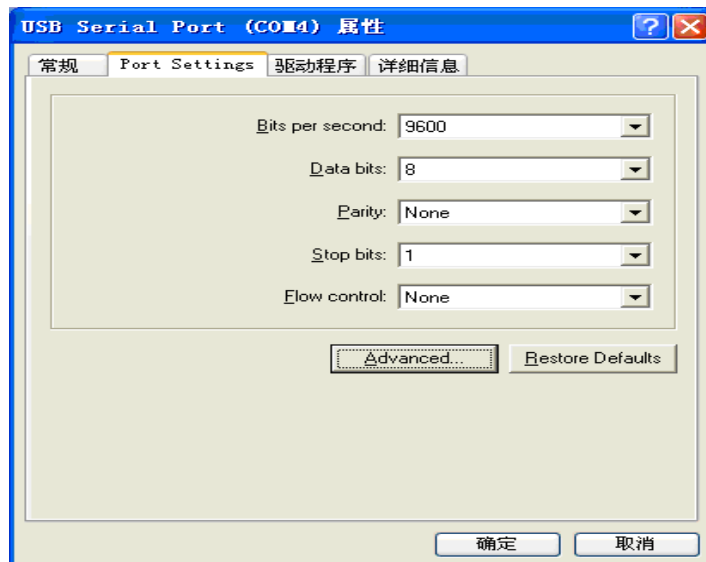 USB Serial Port (COM4) 属性
常规 Port Settings 驱动程序 详细信息
Bits per second: 9600
Data bits: 8
Parity: None
Stop bits: 1
Flow control: None
Advanced... Restore Defaults
确定 取消